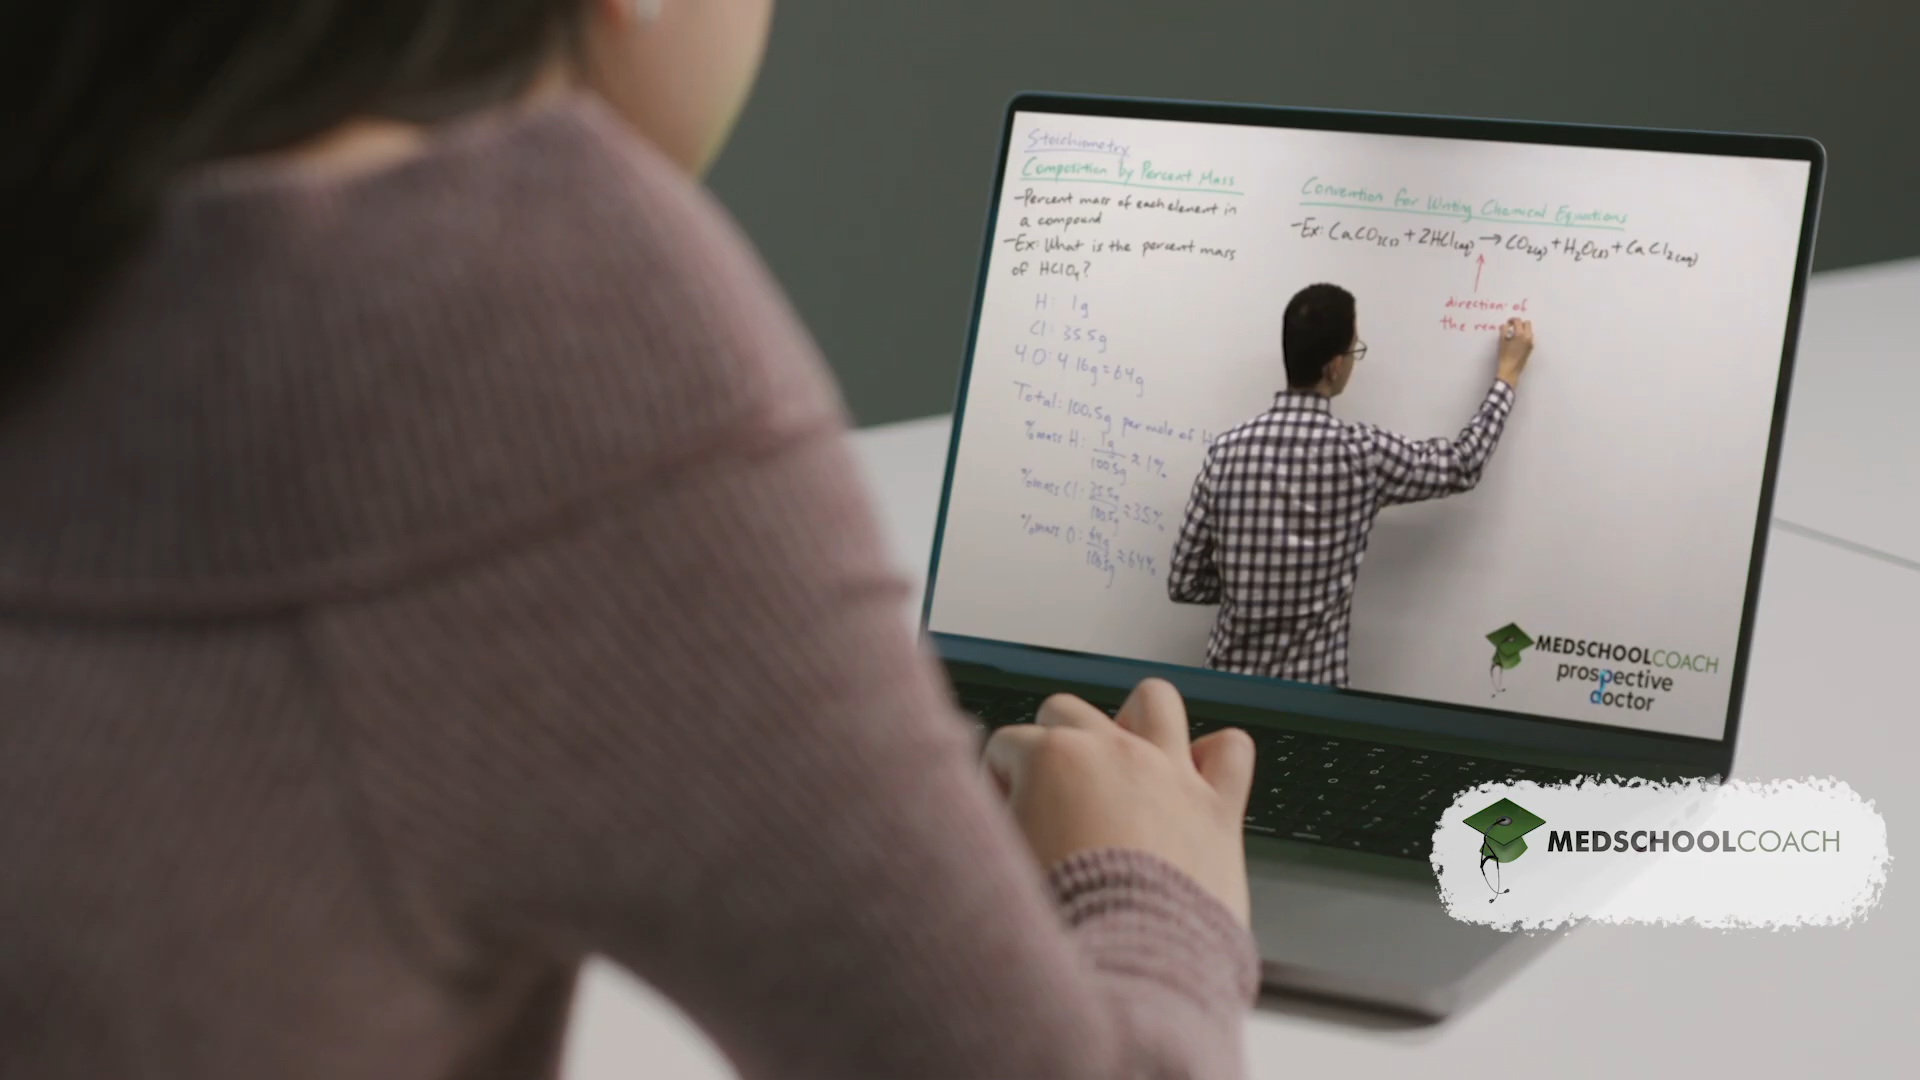 Stoichiometry
Composition by Percent Mass
-Percent mass of each element in
a compound
-Ex: What is the percent mass
of HClO₄?
H: 1g
Cl: 35.5g
4 O: 4·16g=64g
Total: 100.5g per mole of
%mass H: 1g/100.5g ≈ 1%
%mass Cl: 35.5g/100.5g ≈ 35%
%mass O: 64g/100.5g ≈ 64%
Convention for Writing Chemical Equations
-Ex: CaCO₃(s) + 2HCl(aq) → CO₂(g) + H₂O(l) + CaCl₂(aq)
direction of
the
MEDSCHOOLCOACH
prospective
doctor
MEDSCHOOLCOACH